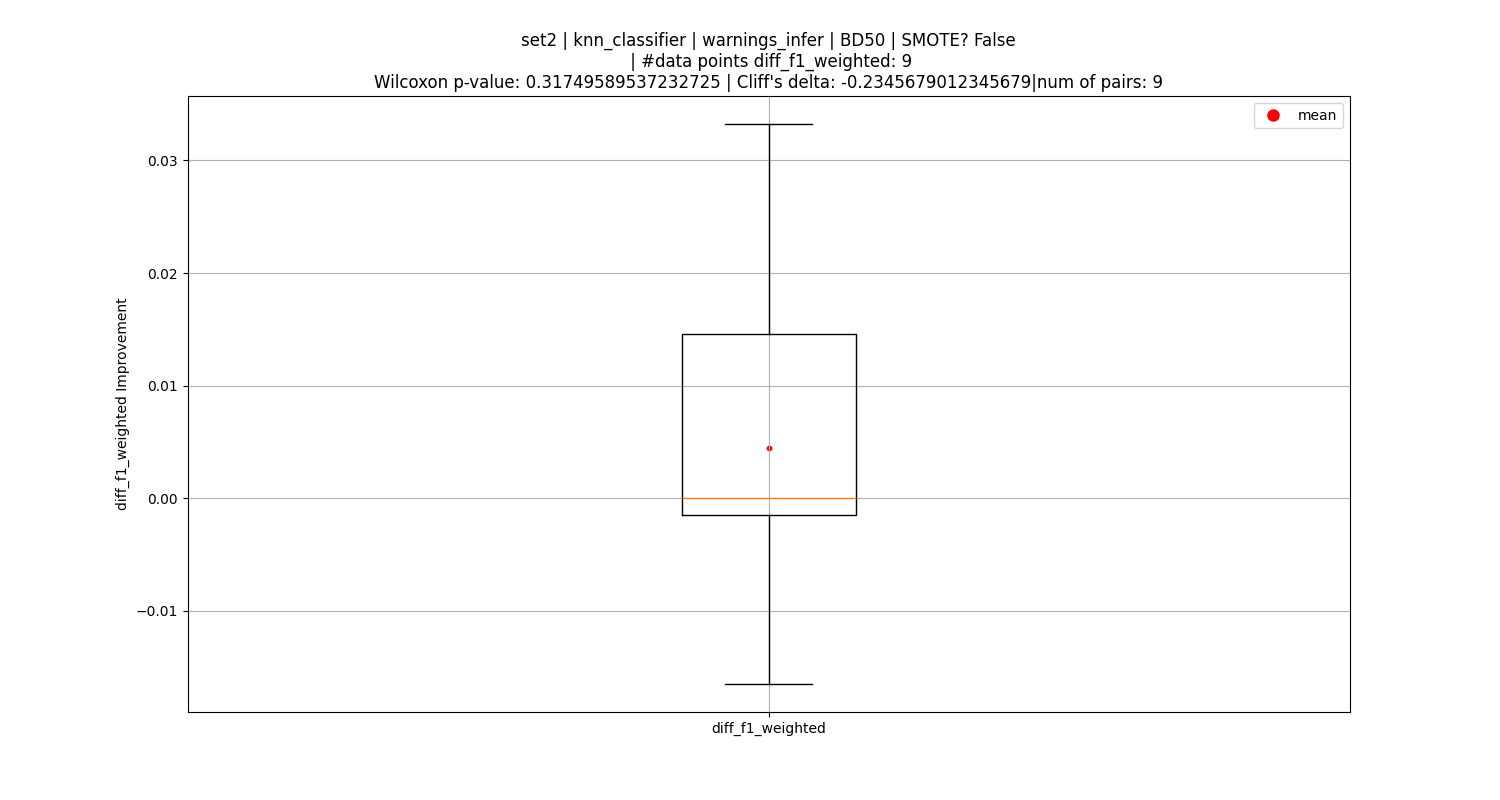 set2 | knn_classifier | warnings_infer | BD50 | SMOTE? False
| #data points diff_f1_weighted: 9
Wilcoxon p-value: 0.31749589537232725 | Cliff's delta: -0.2345679012345679|num of pairs: 9
mean
0.03
0.02
0.01
0.00
−0.01
diff_f1_weighted Improvement
diff_f1_weighted